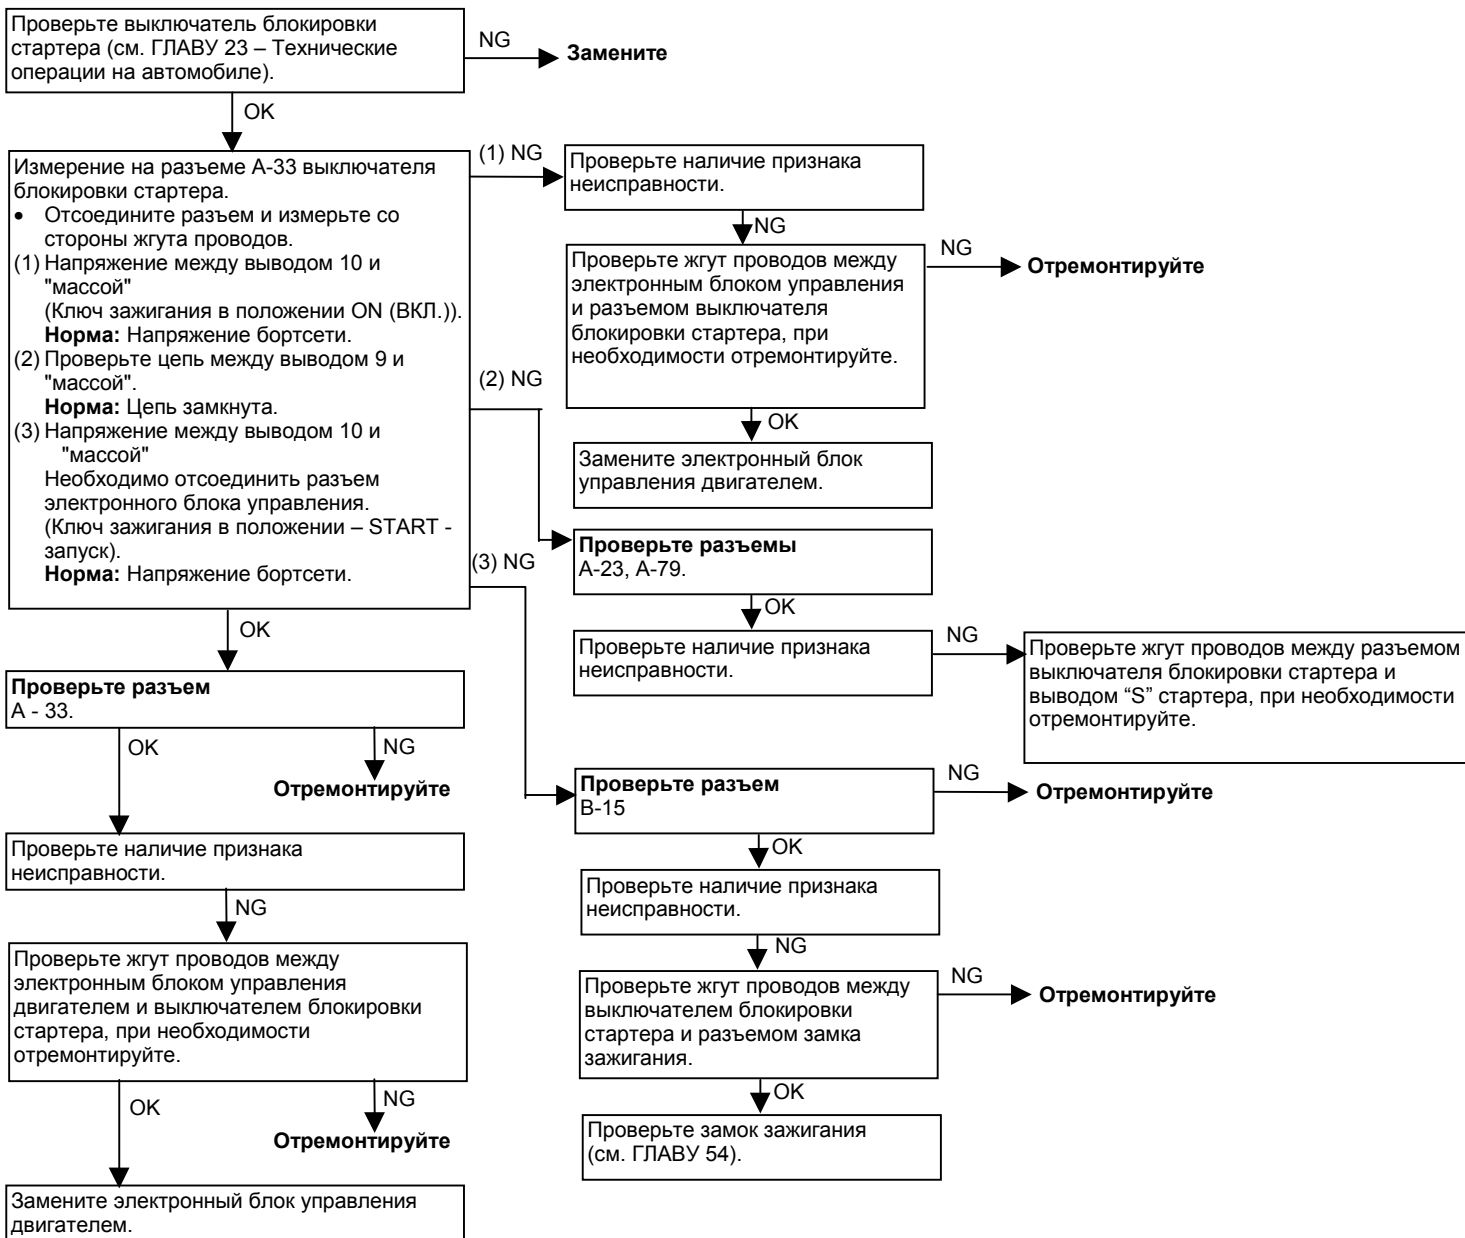 Проверьте выключатель блокировки
стартера (см. ГЛАВУ 23 – Технические
операции на автомобиле).
NG
Замените
OK
Измерение на разъеме А-33 выключателя
блокировки стартера.
• Отсоедините разъем и измерьте со
стороны жгута проводов.
(1) Напряжение между выводом 10 и
"массой"
(Ключ зажигания в положении ON (ВКЛ.)).
Норма: Напряжение бортсети.
(2) Проверьте цепь между выводом 9 и
"массой".
Норма: Цепь замкнута.
(3) Напряжение между выводом 10 и
"массой"
Необходимо отсоединить разъем
электронного блока управления.
(Ключ зажигания в положении – START -
запуск).
Норма: Напряжение бортсети.
(1) NG
Проверьте наличие признака
неисправности.
NG
Проверьте жгут проводов между
электронным блоком управления
и разъемом выключателя
блокировки стартера, при
необходимости отремонтируйте.
NG
Отремонтируйте
OK
Замените электронный блок
управления двигателем.
(2) NG
Проверьте разъемы
А-23, А-79.
OK
Проверьте наличие признака
неисправности.
NG
Проверьте жгут проводов между разъемом
выключателя блокировки стартера и
выводом “S” стартера, при необходимости
отремонтируйте.
(3) NG
Проверьте разъем
В-15
NG
Отремонтируйте
OK
Проверьте наличие признака
неисправности.
NG
Проверьте жгут проводов между
выключателем блокировки
стартера и разъемом замка
зажигания.
NG
Отремонтируйте
OK
Проверьте замок зажигания
(см. ГЛАВУ 54).
OK
Проверьте разъем
А - 33.
OK
NG
Отремонтируйте
Проверьте наличие признака
неисправности.
NG
Проверьте жгут проводов между
электронным блоком управления
двигателем и выключателем блокировки
стартера, при необходимости
отремонтируйте.
OK
NG
Отремонтируйте
Замените электронный блок управления
двигателем.